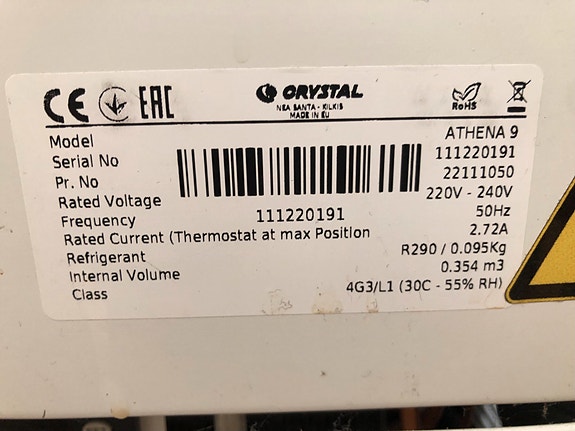 CE EAC CRYSTAL RoHS
NEA SANTA - KILKIS
MADE IN EU
Model ATHENA 9
Serial No 111220191
Pr. No 22111050
Rated Voltage 220V - 240V
Frequency 50Hz
111220191
Rated Current (Thermostat at max Position 2.72A
Refrigerant R290 / 0.095Kg
Internal Volume 0.354 m3
Class 4G3/L1 (30C - 55% RH)